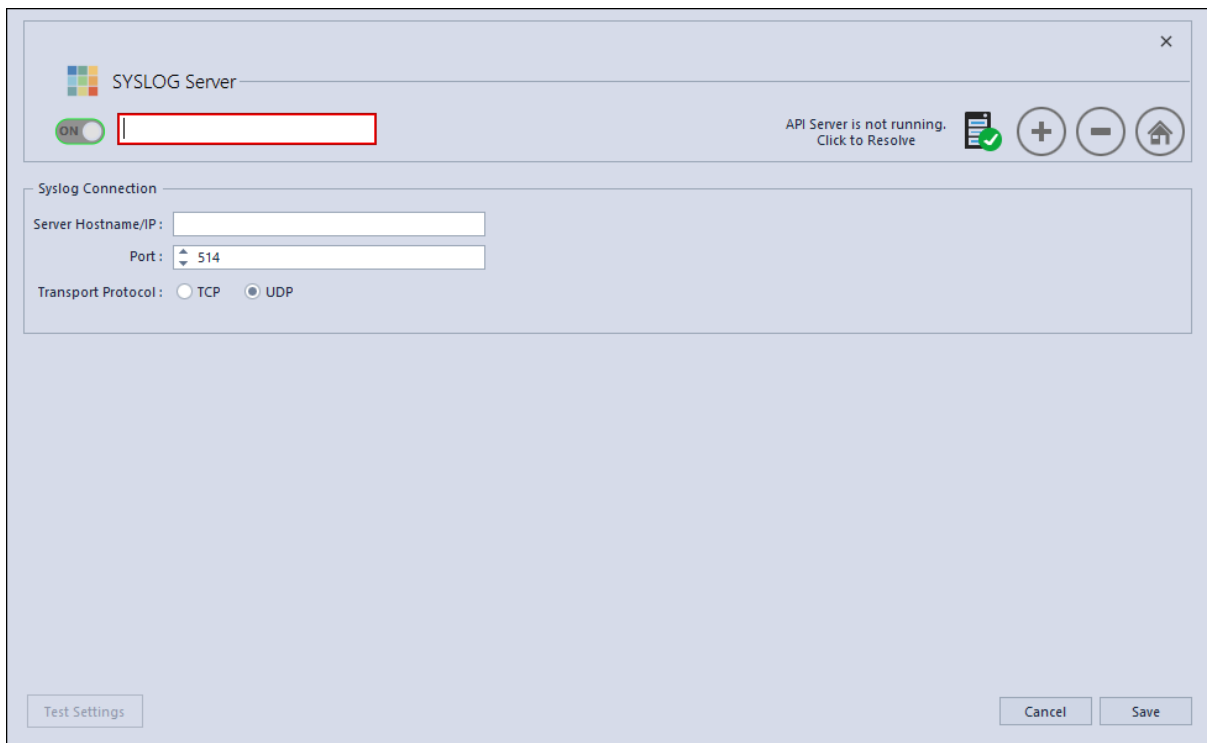 SYSLOG Server
ON
API Server is not running.
Click to Resolve
Syslog Connection
Server Hostname/IP :
Port : 514
Transport Protocol : TCP UDP
Test Settings Cancel Save